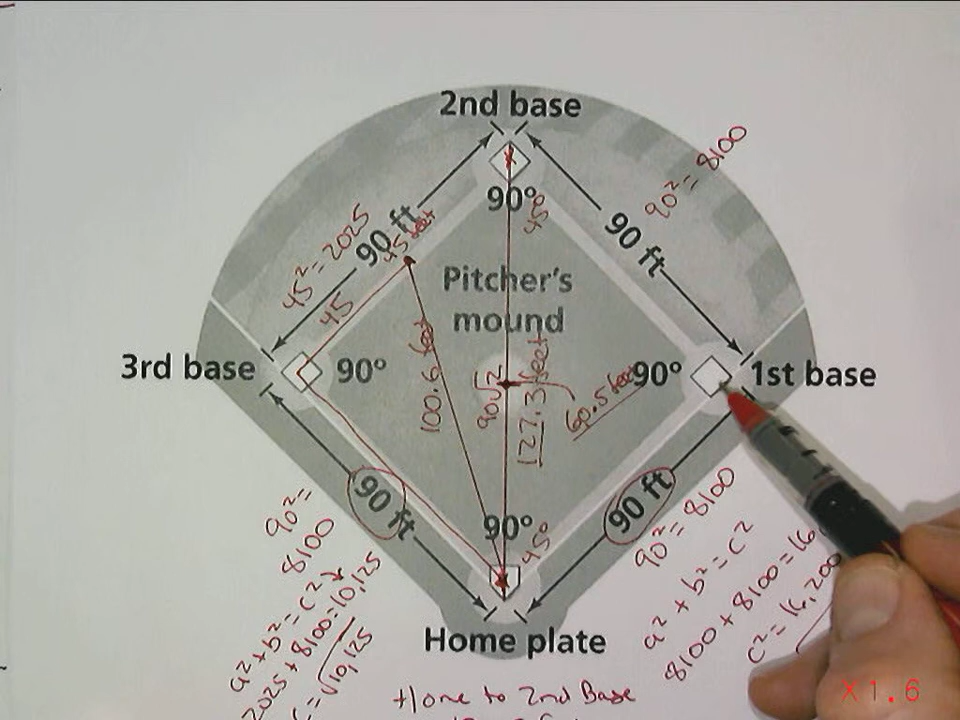 2nd base
90°
45°
90 ft
45 feet
45² = 2025
45
90 ft
90² = 8100
Pitcher's
mound
3rd base
90°
90°
1st base
100.6 feet
90√2
127.3 feet
60.5 feet
90 ft
90² =
8100
90°
45°
90 ft
90² = 8100
a² + b² = c²
2025 + 8100 = 10,125
= √10,125
a² + b² = c²
8100 + 8100 = 16
c² = 16,200
Home plate
Home to 2nd Base
X1.6